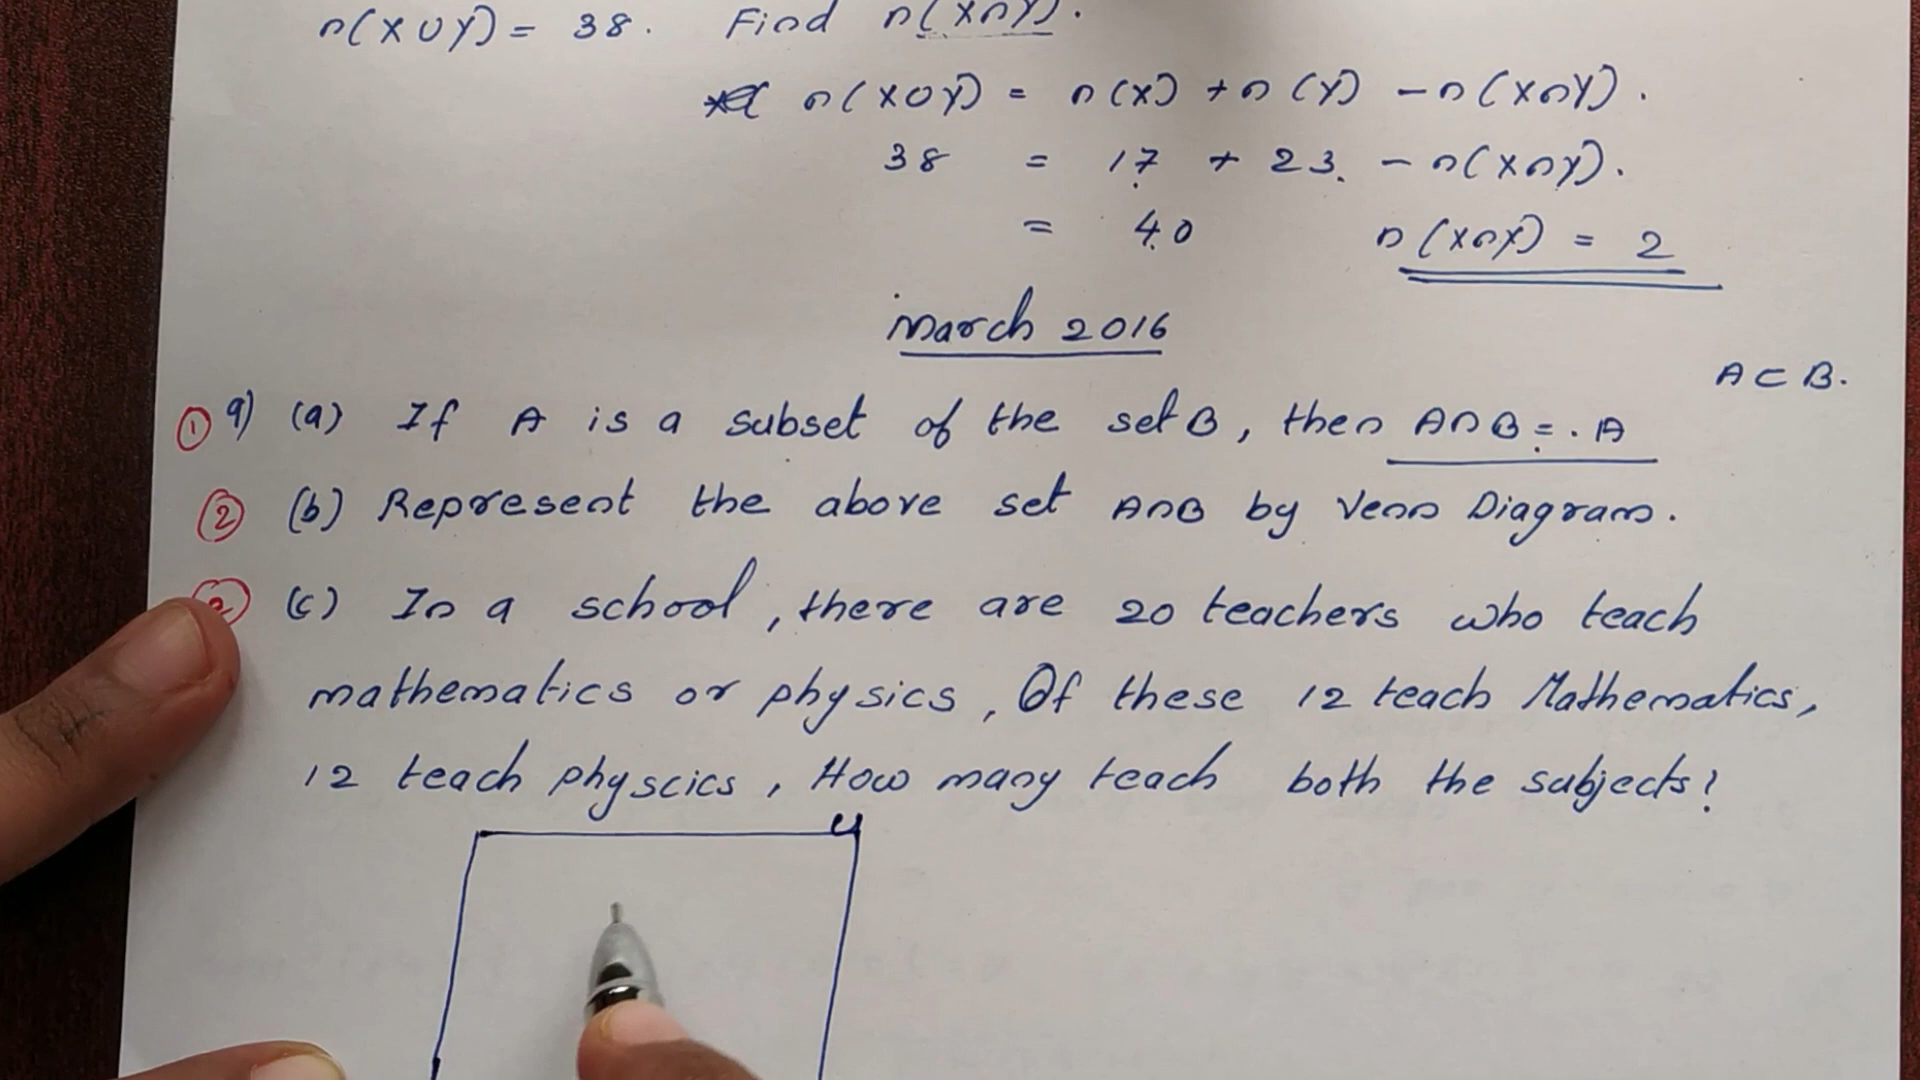 n(X∪Y) = 38. Find n(X∩Y).
n(X∪Y) = n(X) + n(Y) - n(X∩Y).
38 = 17 + 23. - n(X∩Y).
= 40 n(X∩Y) = 2
March 2016
A⊂B.
① 9) (a) If A is a subset of the set B, then A∩B = . A
② (b) Represent the above set A∩B by Venn Diagram.
(c) In a school, there are 20 teachers who teach
mathematics or physics, Of these 12 teach Mathematics,
12 teach physcics, How many teach both the subjects?
U